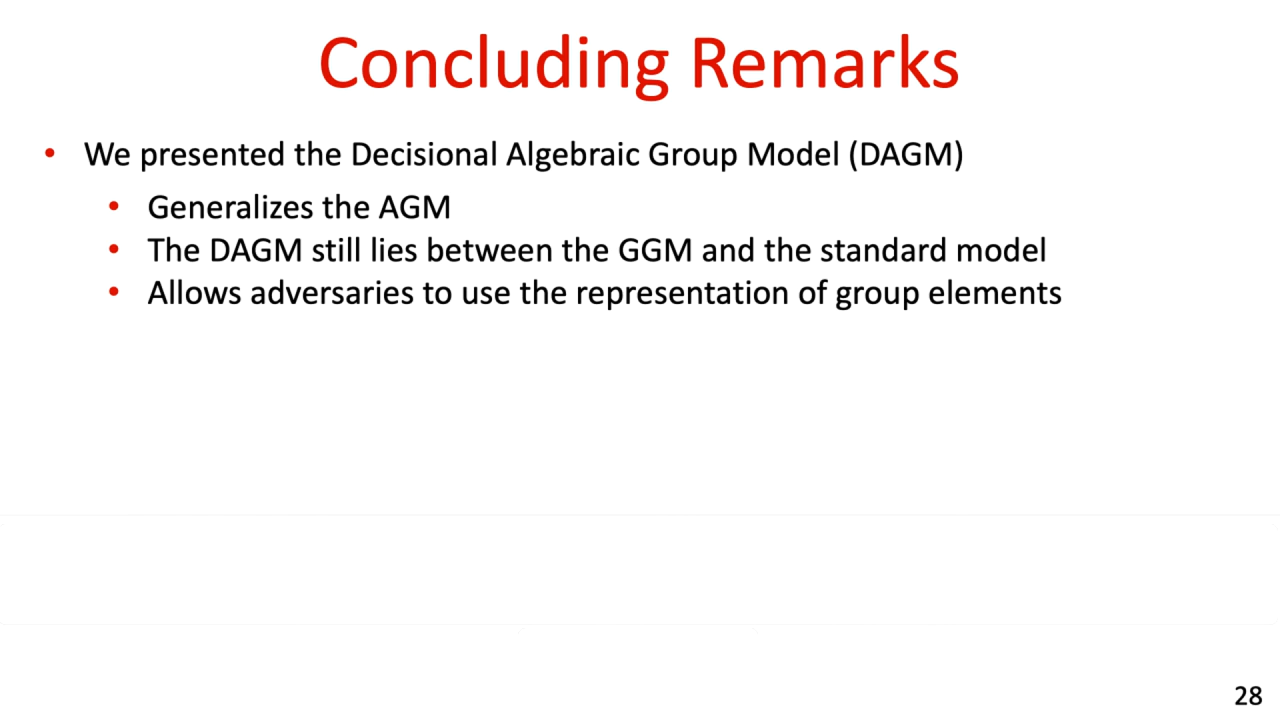 Concluding Remarks
• We presented the Decisional Algebraic Group Model (DAGM)
• Generalizes the AGM
• The DAGM still lies between the GGM and the standard model
• Allows adversaries to use the representation of group elements
28